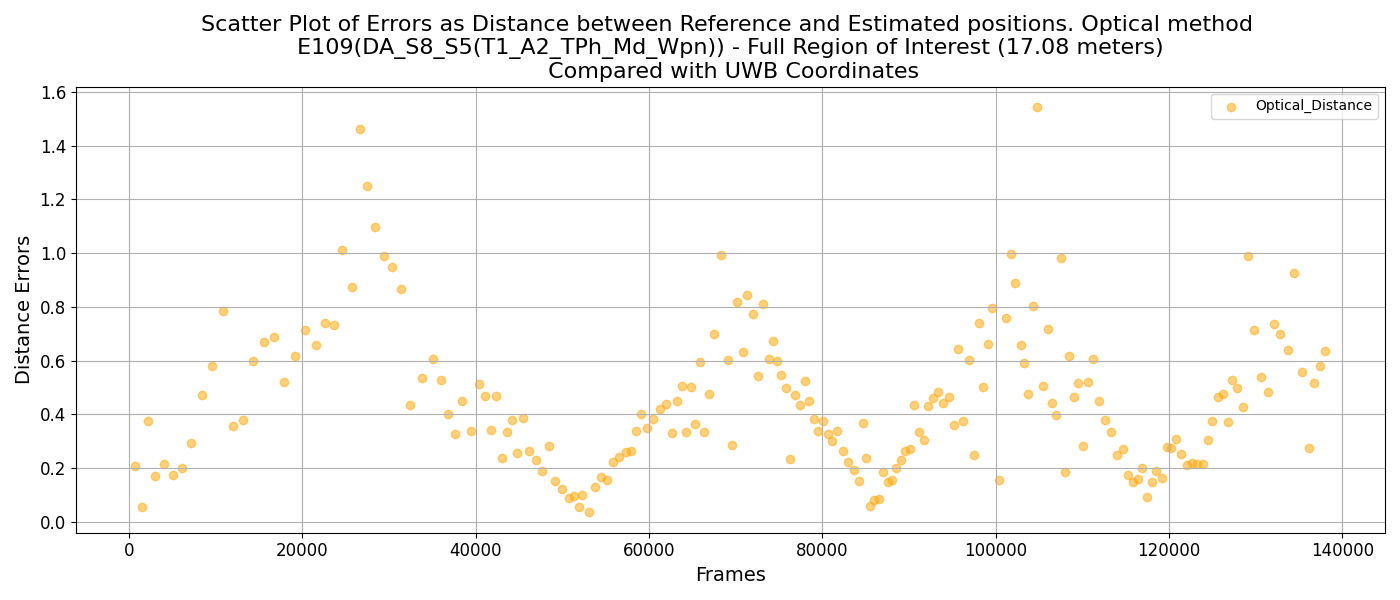 Scatter Plot of Errors as Distance between Reference and Estimated positions. Optical method
E109(DA_S8_S5(T1_A2_TPh_Md_Wpn)) - Full Region of Interest (17.08 meters)
Compared with UWB Coordinates
Optical_Distance
Distance Errors
1.6
1.4
1.2
1.0
0.8
0.6
0.4
0.2
0.0
0 20000 40000 60000 80000 100000 120000 140000
Frames